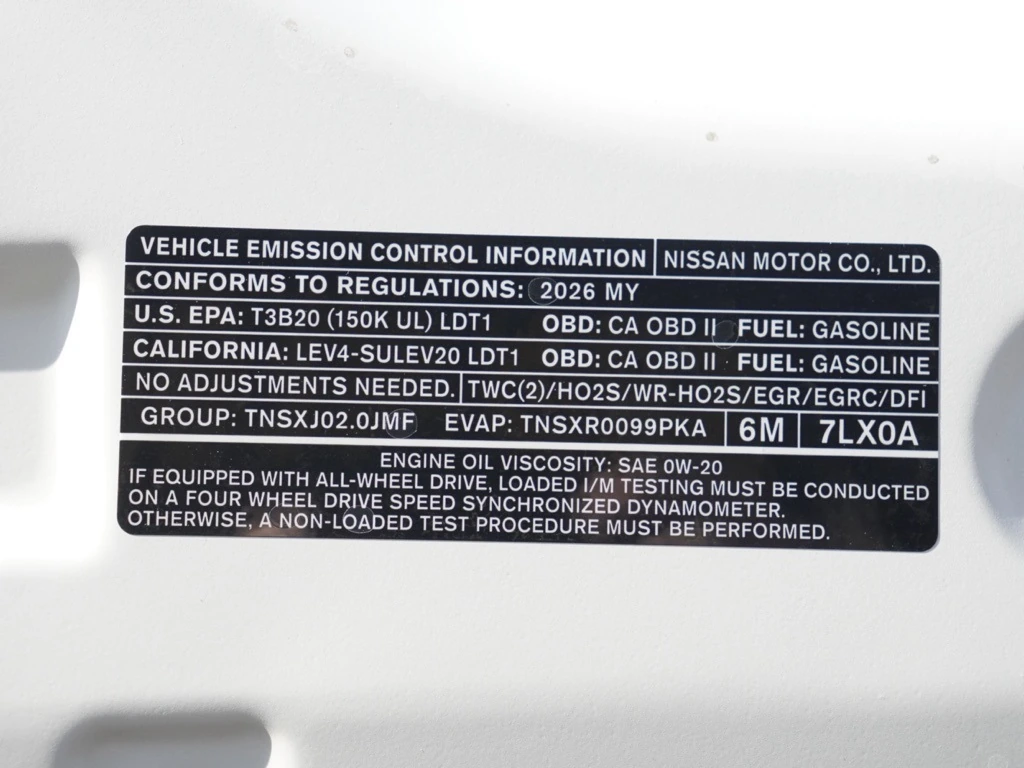 VEHICLE EMISSION CONTROL INFORMATION NISSAN MOTOR CO., LTD.
CONFORMS TO REGULATIONS: 2026 MY
U.S. EPA: T3B20 (150K UL) LDT1 OBD: CA OBD II FUEL: GASOLINE
CALIFORNIA: LEV4-SULEV20 LDT1 OBD: CA OBD II FUEL: GASOLINE
NO ADJUSTMENTS NEEDED. TWC(2)/HO2S/WR-HO2S/EGR/EGRC/DFI
GROUP: TNSXJ02.0JMF EVAP: TNSXR0099PKA 6M 7LX0A
ENGINE OIL VISCOSITY: SAE 0W-20
IF EQUIPPED WITH ALL-WHEEL DRIVE, LOADED I/M TESTING MUST BE CONDUCTED
ON A FOUR WHEEL DRIVE SPEED SYNCHRONIZED DYNAMOMETER.
OTHERWISE, A NON-LOADED TEST PROCEDURE MUST BE PERFORMED.